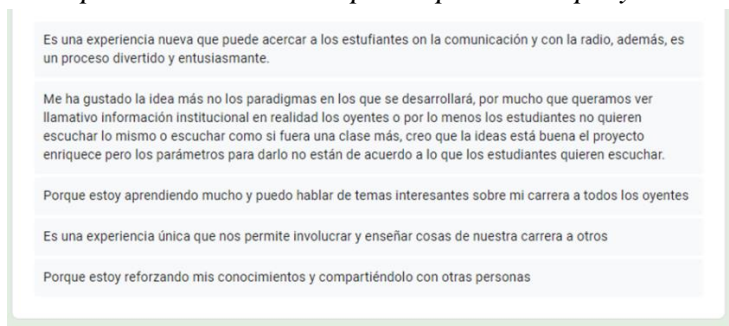 Es una experiencia nueva que puede acercar a los estufiantes on la comunicación y con la radio, además, es
un proceso divertido y entusiasmante.
Me ha gustado la idea más no los paradigmas en los que se desarrollará, por mucho que queramos ver
llamativo información institucional en realidad los oyentes o por lo menos los estudiantes no quieren
escuchar lo mismo o escuchar como si fuera una clase más, creo que la ideas está buena el proyecto
enriquece pero los parámetros para darlo no están de acuerdo a lo que los estudiantes quieren escuchar.
Porque estoy aprendiendo mucho y puedo hablar de temas interesantes sobre mi carrera a todos los oyentes
Es una experiencia única que nos permite involucrar y enseñar cosas de nuestra carrera a otros
Porque estoy reforzando mis conocimientos y compartiéndolo con otras personas